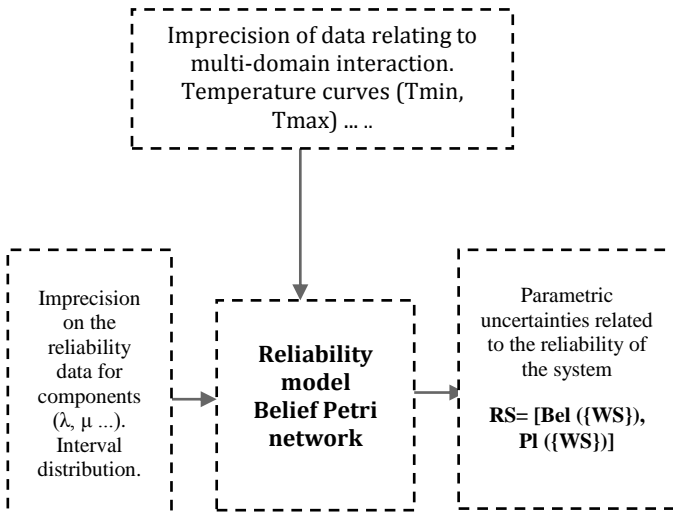 Imprecision of data relating to
multi-domain interaction.
Temperature curves (Tmin,
Tmax) ... ..
Imprecision
on the
reliability
data for
components
(λ, μ ...).
Interval
distribution.
Reliability
model
Belief Petri
network
Parametric
uncertainties related
to the reliability of
the system
RS= [Bel ({WS}),
Pl ({WS})]